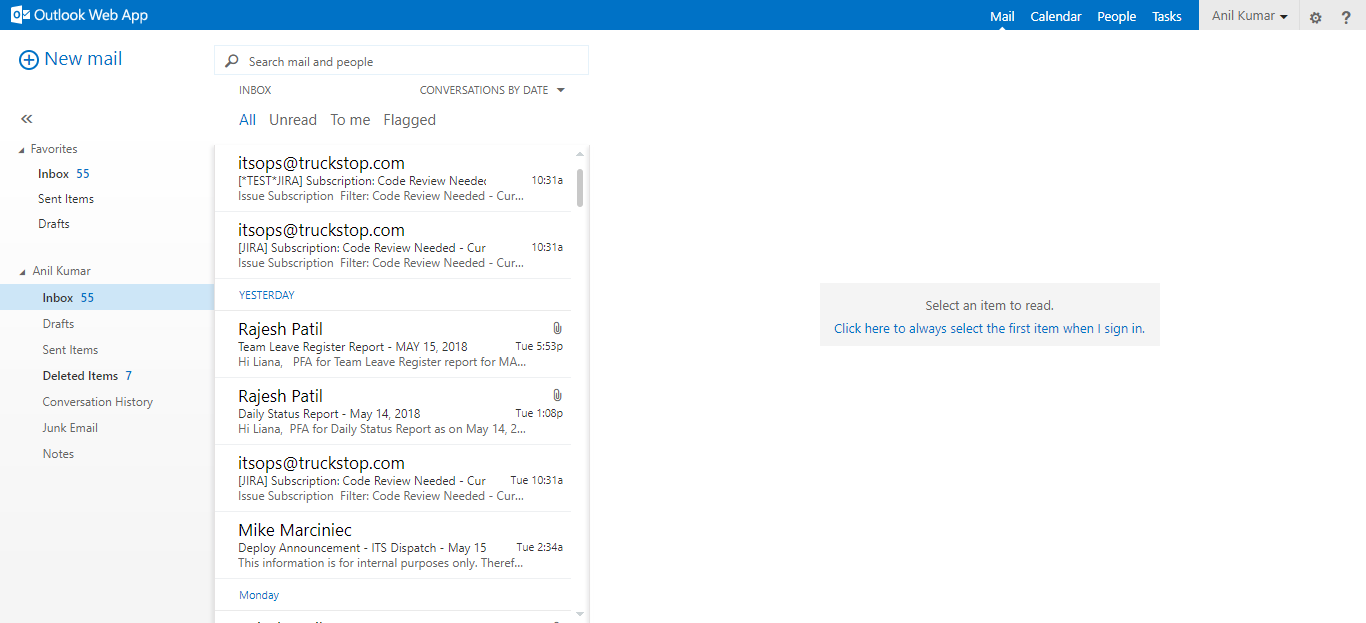 Outlook Web App
Mail Calendar People Tasks Anil Kumar ?
New mail
Search mail and people
INBOX CONVERSATIONS BY DATE
All Unread To me Flagged
Favorites
Inbox 55
Sent Items
Drafts
Anil Kumar
Inbox 55
Drafts
Sent Items
Deleted Items 7
Conversation History
Junk Email
Notes
itsops@truckstop.com
[*TEST*JIRA] Subscription: Code Review Needed 10:31a
Issue Subscription Filter: Code Review Needed - Cur...
itsops@truckstop.com
[JIRA] Subscription: Code Review Needed - Cur 10:31a
Issue Subscription Filter: Code Review Needed - Cur...
YESTERDAY
Rajesh Patil
Team Leave Register Report - MAY 15, 2018 Tue 5:53p
Hi Liana, PFA for Team Leave Register report for MA...
Rajesh Patil
Daily Status Report - May 14, 2018 Tue 1:08p
Hi Liana, PFA for Daily Status Report as on May 14, 2...
itsops@truckstop.com
[JIRA] Subscription: Code Review Needed - Cur Tue 10:31a
Issue Subscription Filter: Code Review Needed - Cur...
Mike Marciniec
Deploy Announcement - ITS Dispatch - May 15 Tue 2:34a
This information is for internal purposes only. Theref...
Monday
Select an item to read.
Click here to always select the first item when I sign in.